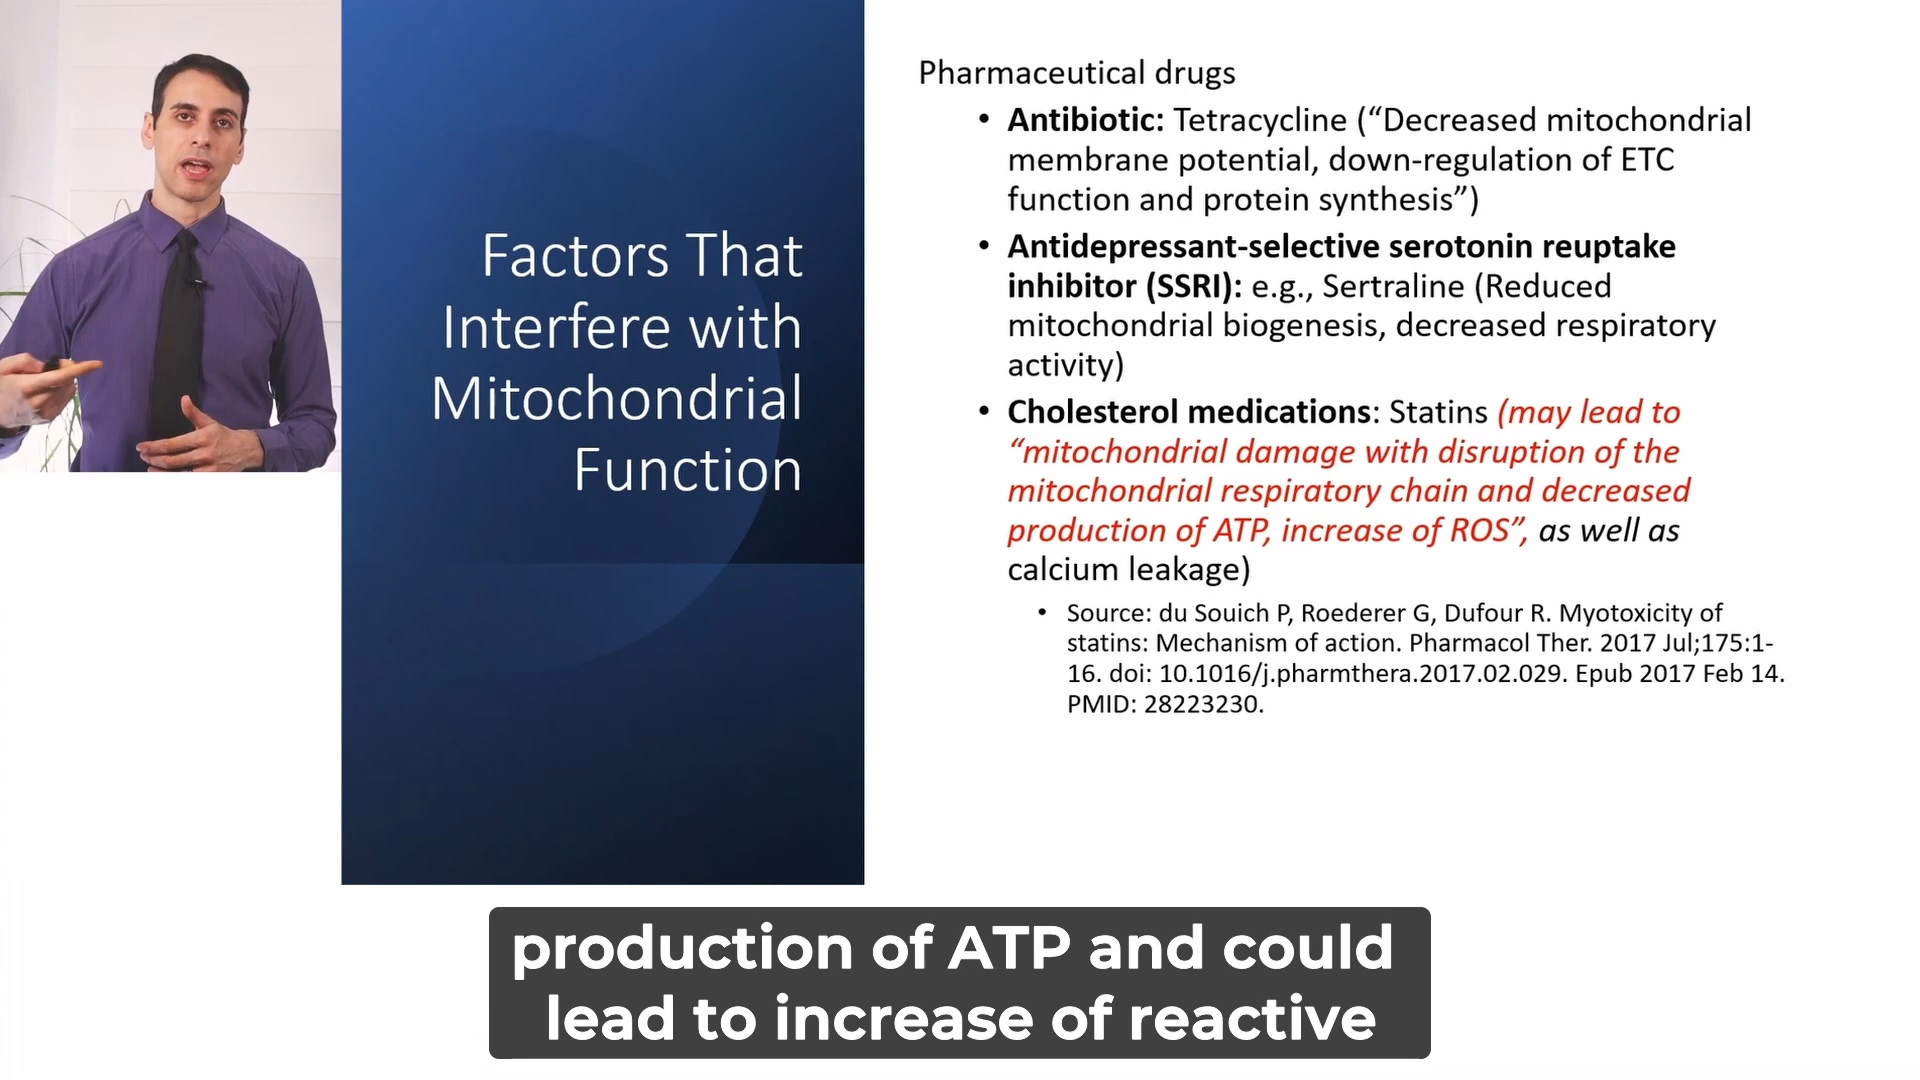 Factors That
Interfere with
Mitochondrial
Function
Pharmaceutical drugs
• Antibiotic: Tetracycline (“Decreased mitochondrial
membrane potential, down-regulation of ETC
function and protein synthesis”)
• Antidepressant-selective serotonin reuptake
inhibitor (SSRI): e.g., Sertraline (Reduced
mitochondrial biogenesis, decreased respiratory
activity)
• Cholesterol medications: Statins (may lead to
“mitochondrial damage with disruption of the
mitochondrial respiratory chain and decreased
production of ATP, increase of ROS”, as well as
calcium leakage)
• Source: du Souich P, Roederer G, Dufour R. Myotoxicity of
statins: Mechanism of action. Pharmacol Ther. 2017 Jul;175:1-
16. doi: 10.1016/j.pharmthera.2017.02.029. Epub 2017 Feb 14.
PMID: 28223230.
production of ATP and could
lead to increase of reactive